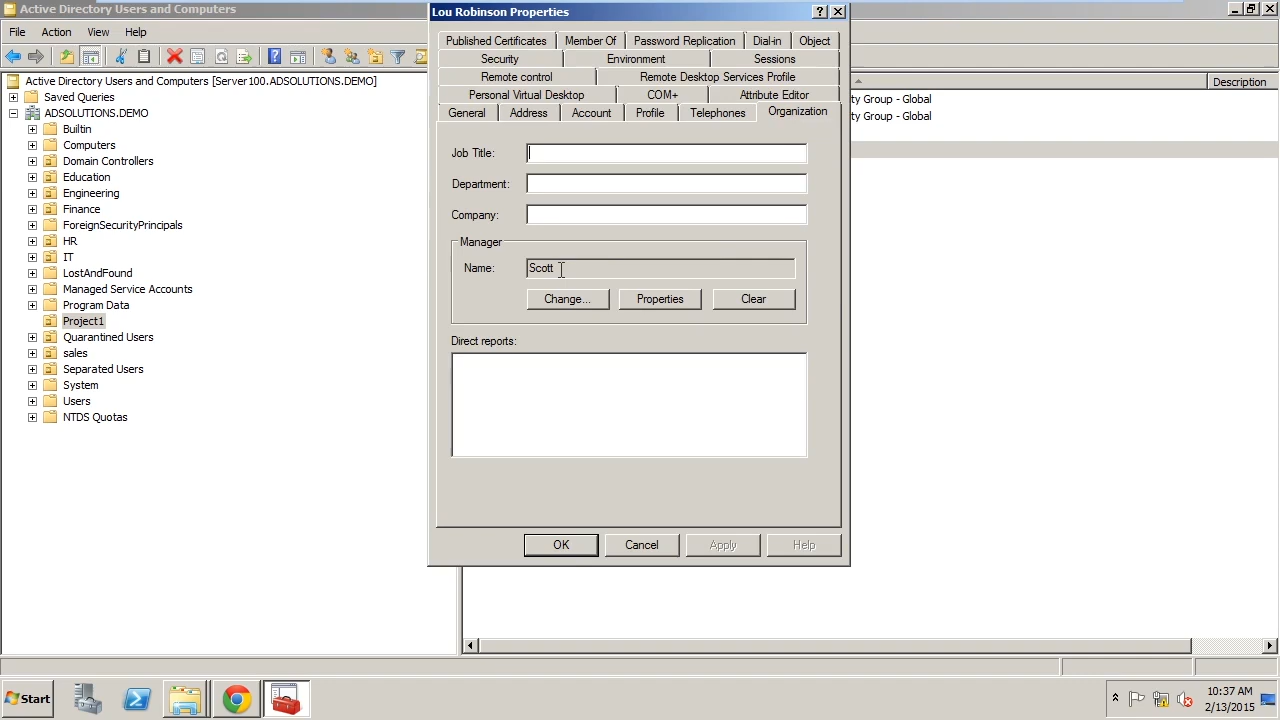 Active Directory Users and Computers
File Action View Help
Active Directory Users and Computers [Server100.ADSOLUTIONS.DEMO]
Saved Queries
ADSOLUTIONS.DEMO
Builtin
Computers
Domain Controllers
Education
Engineering
Finance
ForeignSecurityPrincipals
HR
IT
LostAndFound
Managed Service Accounts
Program Data
Project1
Quarantined Users
sales
Separated Users
System
Users
NTDS Quotas
Lou Robinson Properties
Published Certificates Member Of Password Replication Dial-in Object
Security Environment Sessions
Remote control Remote Desktop Services Profile
Personal Virtual Desktop COM+ Attribute Editor
General Address Account Profile Telephones Organization
Job Title:
Department:
Company:
Manager
Name: Scott
Change... Properties Clear
Direct reports:
OK Cancel Apply Help
Description
ty Group - Global
ty Group - Global
Start
10:37 AM
2/13/2015